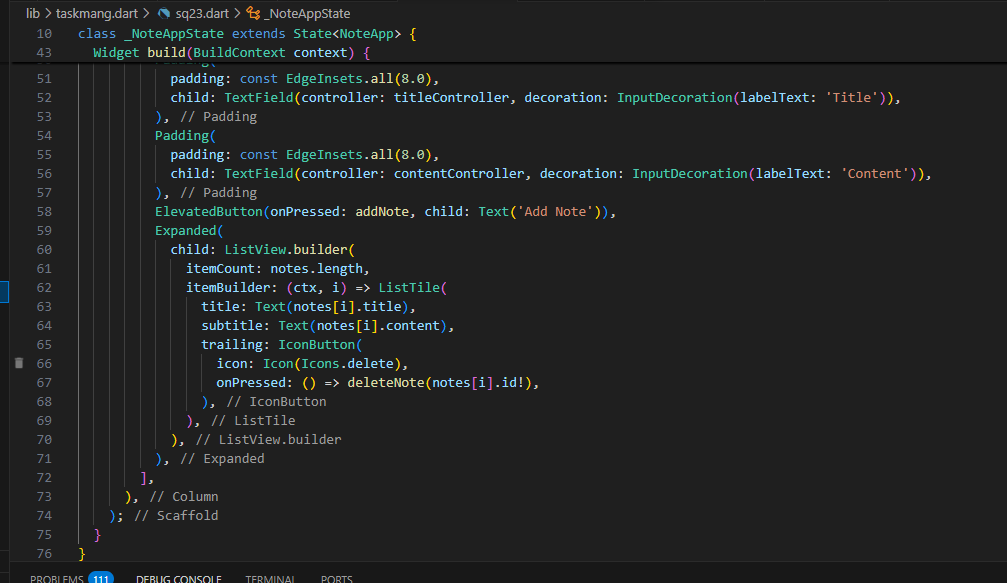 lib > taskmang.dart > sq23.dart > _NoteAppState
10 class _NoteAppState extends State<NoteApp> {
43 Widget build(BuildContext context) {
51 padding: const EdgeInsets.all(8.0),
52 child: TextField(controller: titleController, decoration: InputDecoration(labelText: 'Title')),
53 ), // Padding
54 Padding(
55 padding: const EdgeInsets.all(8.0),
56 child: TextField(controller: contentController, decoration: InputDecoration(labelText: 'Content')),
57 ), // Padding
58 ElevatedButton(onPressed: addNote, child: Text('Add Note')),
59 Expanded(
60 child: ListView.builder(
61 itemCount: notes.length,
62 itemBuilder: (ctx, i) => ListTile(
63 title: Text(notes[i].title),
64 subtitle: Text(notes[i].content),
65 trailing: IconButton(
66 icon: Icon(Icons.delete),
67 onPressed: () => deleteNote(notes[i].id!),
68 ), // IconButton
69 ), // ListTile
70 ), // ListView.builder
71 ), // Expanded
72 ],
73 ), // Column
74 ); // Scaffold
75 }
76 }
PROBLEMS 111 DEBUG CONSOLE TERMINAL PORTS